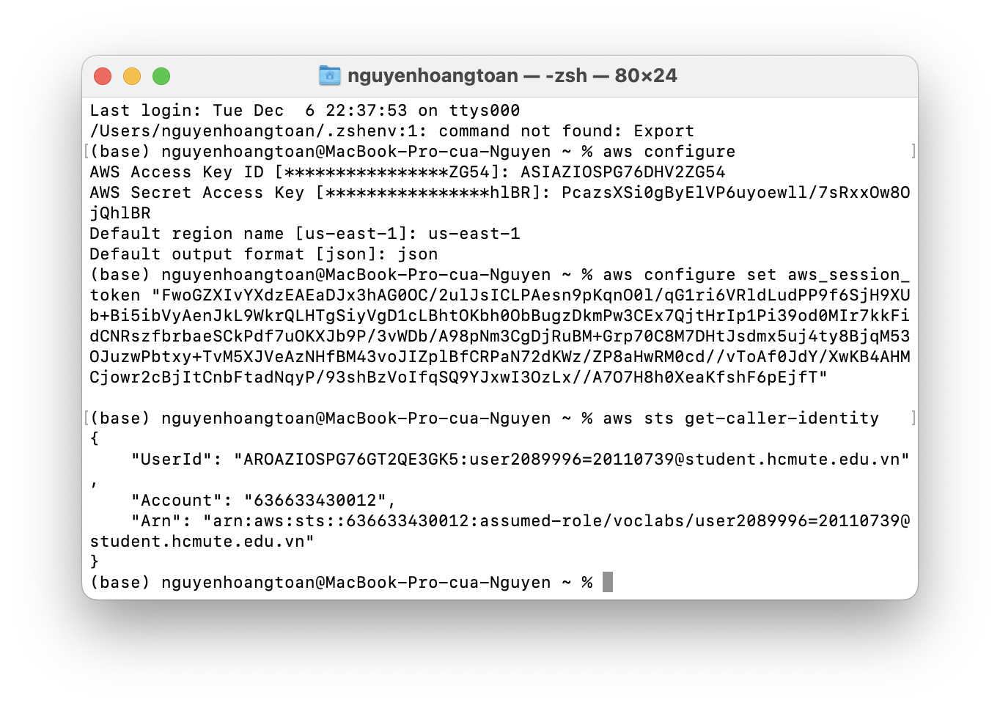 nguyenhoangtoan — -zsh — 80×24
Last login: Tue Dec  6 22:37:53 on ttys000
/Users/nguyenhoangtoan/.zshenv:1: command not found: Export
[(base) nguyenhoangtoan@MacBook-Pro-cua-Nguyen ~ % aws configure ]
AWS Access Key ID [****************ZG54]: ASIAZIOSPG76DHV2ZG54
AWS Secret Access Key [****************hlBR]: PcazsXSi0gByElVP6uyoewll/7sRxxOw8O
jQhlBR
Default region name [us-east-1]: us-east-1
Default output format [json]: json
(base) nguyenhoangtoan@MacBook-Pro-cua-Nguyen ~ % aws configure set aws_session_
token "FwoGZXIvYXdzEAEaDJx3hAG0OC/2ulJsICLPAesn9pKqnO0l/qG1ri6VRldLudPP9f6SjH9XU
b+Bi5ibVyAenJkL9WkrQLHTgSiyVgD1cLBhtOKbh0ObBugzDkmPw3CEx7QjtHrIp1Pi39od0MIr7kkFi
dCNRszfbrbaeSCkPdf7uOKXJb9P/3vWDb/A98pNm3CgDjRuBM+Grp70C8M7DHtJsdmx5uj4ty8BjqM53
OJuzwPbtxy+TvM5XJVeAzNHfBM43voJIZplBfCRPaN72dKWz/ZP8aHwRM0cd//vToAf0JdY/XwKB4AHM
Cjowr2cBjItCnbFtadNqyP/93shBzVoIfqSQ9YJxwI3OzLx//A7O7H8h0XeaKfshF6pEjfT"
[(base) nguyenhoangtoan@MacBook-Pro-cua-Nguyen ~ % aws sts get-caller-identity ]
{
    "UserId": "AROAZIOSPG76GT2QE3GK5:user2089996=20110739@student.hcmute.edu.vn"
,
    "Account": "636633430012",
    "Arn": "arn:aws:sts::636633430012:assumed-role/voclabs/user2089996=20110739@
student.hcmute.edu.vn"
}
(base) nguyenhoangtoan@MacBook-Pro-cua-Nguyen ~ %